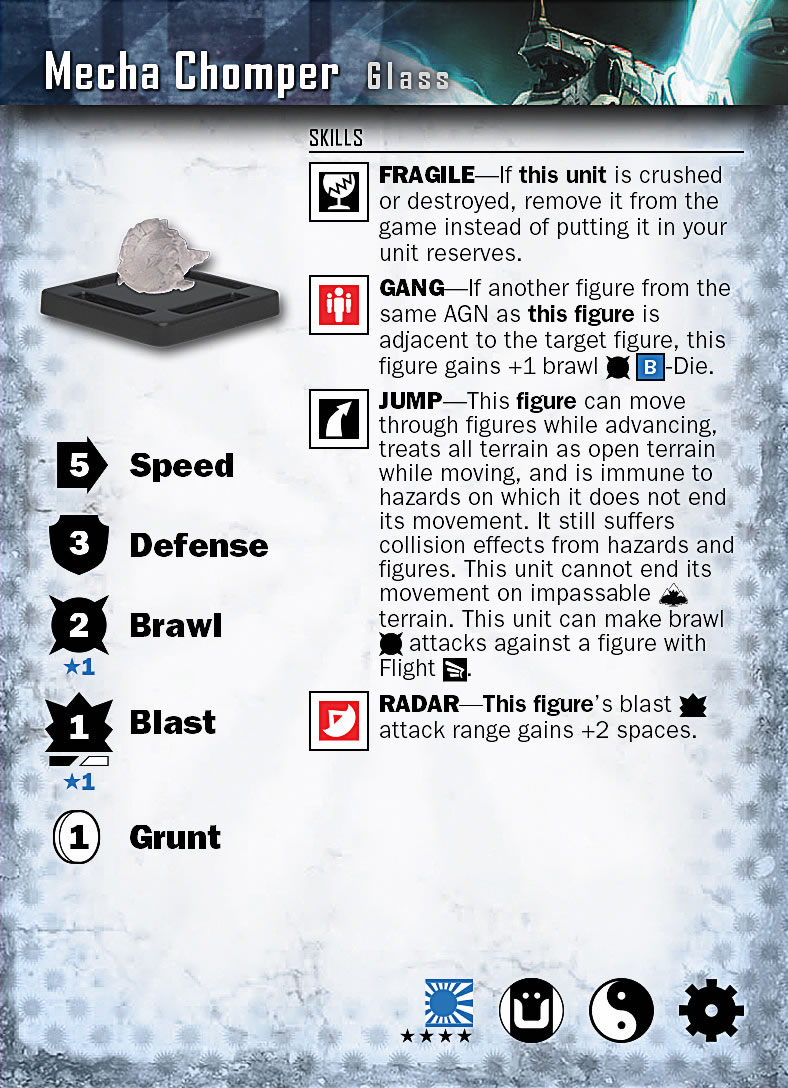 Mecha Chomper Glass
SKILLS
FRAGILE—If this unit is crushed
or destroyed, remove it from the
game instead of putting it in your
unit reserves.
GANG—If another figure from the
same AGN as this figure is
adjacent to the target figure, this
figure gains +1 brawl B-Die.
JUMP—This figure can move
through figures while advancing,
treats all terrain as open terrain
while moving, and is immune to
hazards on which it does not end
its movement. It still suffers
collision effects from hazards and
figures. This unit cannot end its
movement on impassable
terrain. This unit can make brawl
attacks against a figure with
Flight.
RADAR—This figure's blast
attack range gains +2 spaces.
5 Speed
3 Defense
2 Brawl
★1
1 Blast
★1
1 Grunt
★★★★